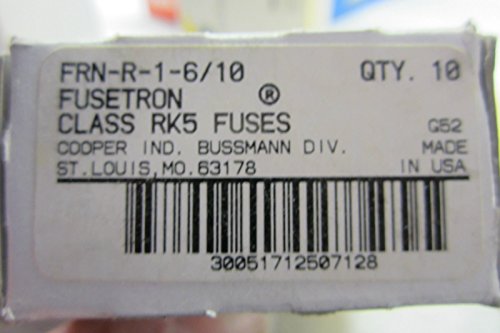 FRN-R-1-6/10 QTY. 10
FUSETRON ®
CLASS RK5 FUSES G52
COOPER IND. BUSSMANN DIV. MADE
ST.LOUIS,MO.63178 IN USA
30051712507128